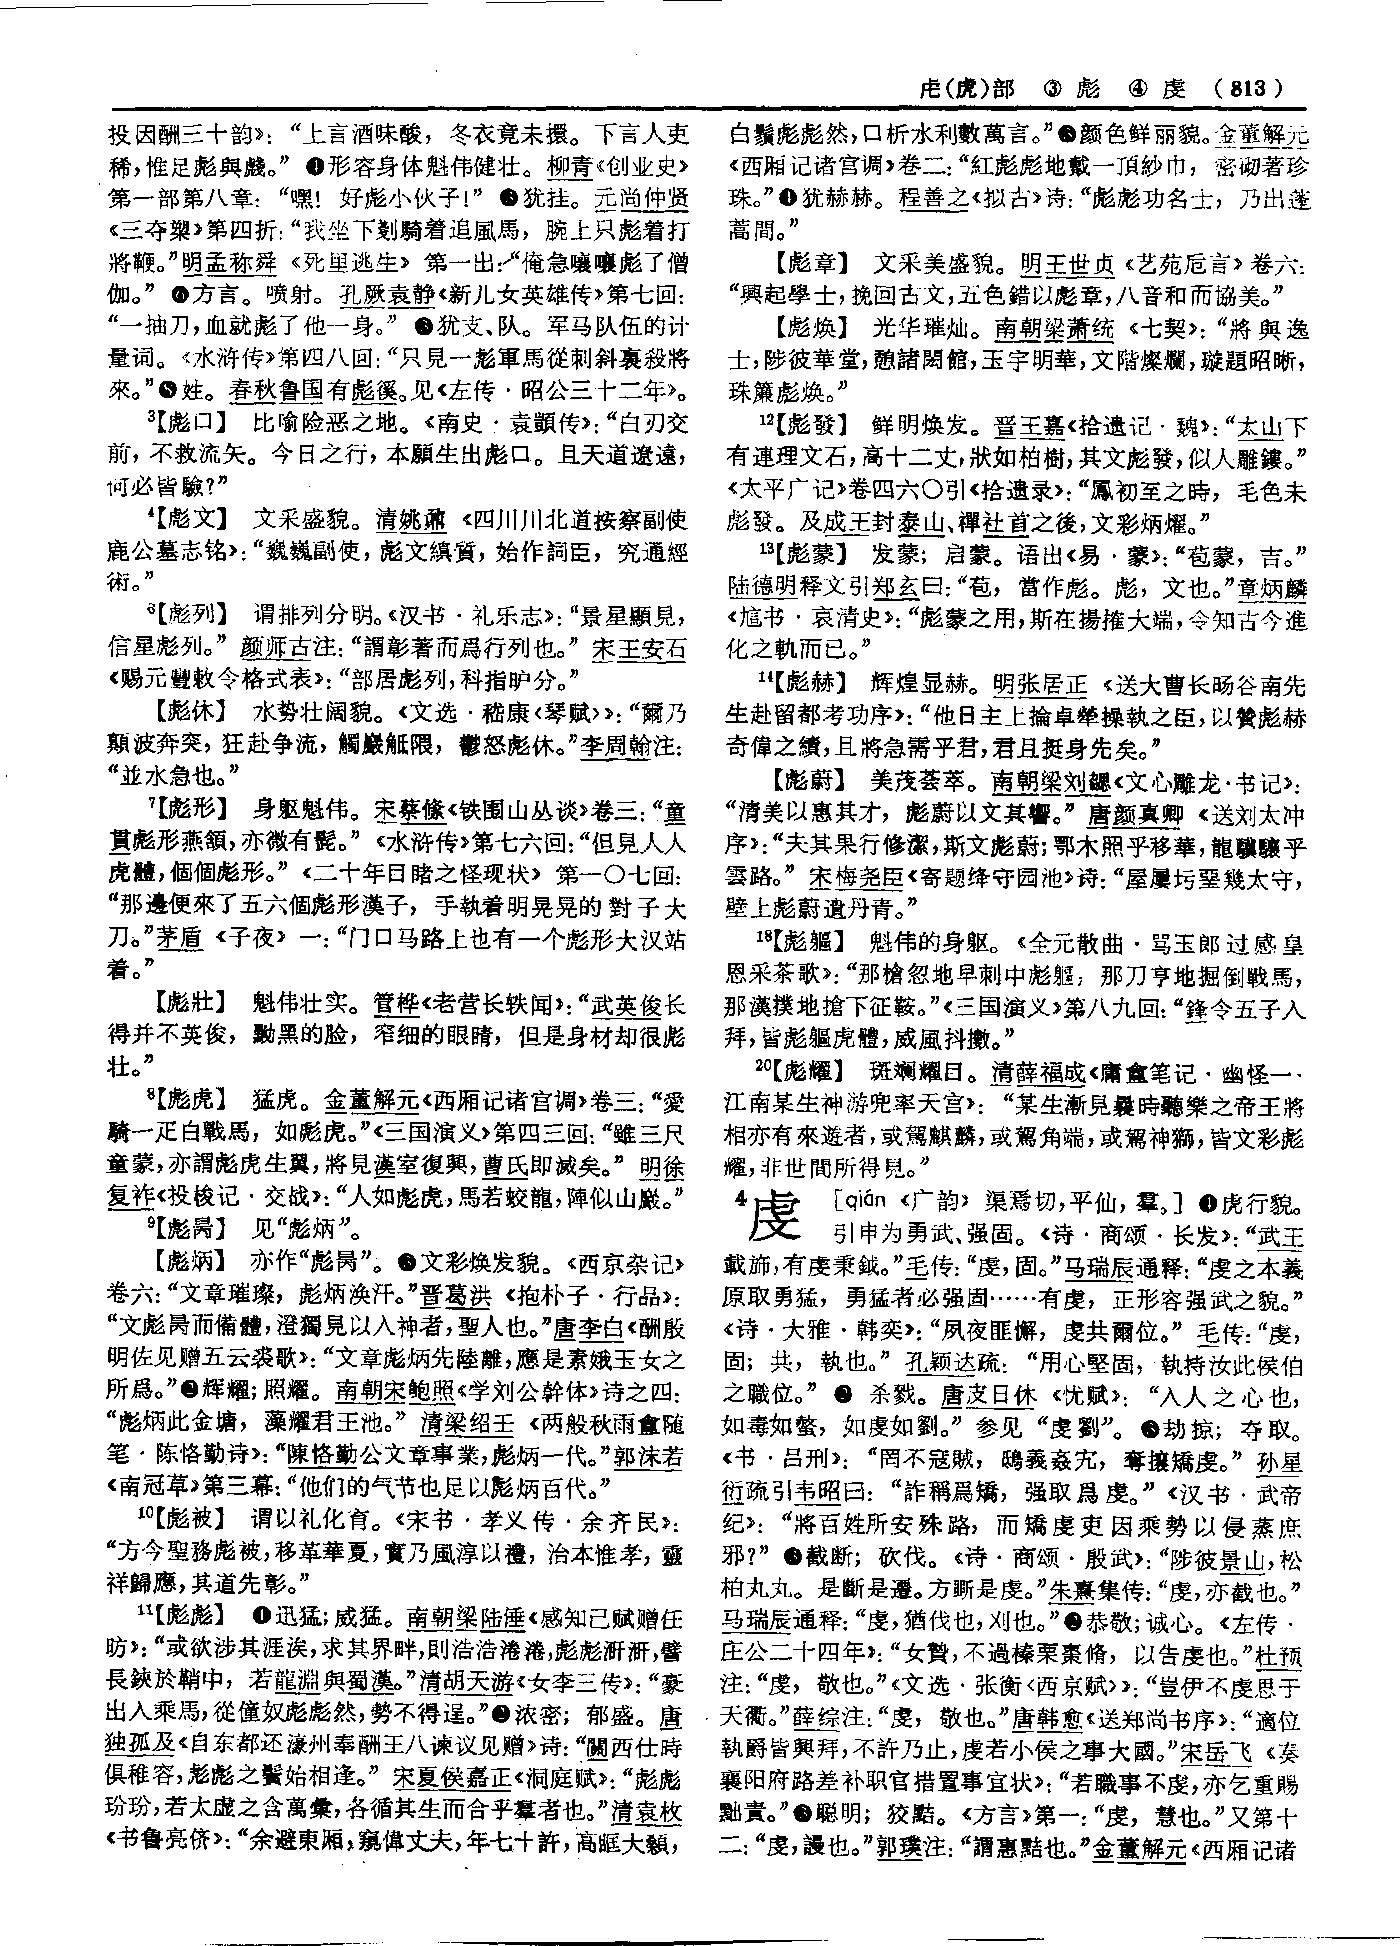 虍(虎)部 ③ 彪 ④ 虔 (813)
投因酬三十韵》：“上言酒味酸，冬衣竟未擐。下言人吏
稀，惟足彪與戲。” ❹形容身体魁伟健壮。柳青《创业史》
第一部第八章：“嘿！好彪小伙子！” ❺犹挂。元尚仲贤
《三夺槊》第四折：“我坐下剗騎着追風馬，腕上只彪着打
將鞭。”明孟称舜《死里逃生》第一出：“俺急嚷嚷彪了僧
伽。” ❻方言。喷射。孔厥袁静《新儿女英雄传》第七回：
“一抽刀，血就彪了他一身。” ❼犹支、队。军马队伍的计
量词。《水浒传》第四八回：“只見一彪軍馬從刺斜裏殺將
來。”❽姓。春秋鲁国有彪傒。见《左传·昭公三十二年》。
³【彪口】 比喻险恶之地。《南史·袁顗传》：“白刃交
前，不救流矢。今日之行，本願生出彪口。且天道遼遠，
何必皆驗？”
⁴【彪文】 文采盛貌。清姚鼐《四川川北道按察副使
鹿公墓志铭》：“巍巍副使，彪文縝質，始作詞臣，究通經
術。”
⁶【彪列】 谓排列分明。《汉书·礼乐志》：“景星顯見，
信星彪列。” 颜师古注：“謂彰著而爲行列也。” 宋王安石
《赐元豐敕令格式表》：“部居彪列，科指昈分。”
【彪休】 水势壮阔貌。《文选·嵇康〈琴赋〉》：“爾乃
顛波奔突，狂赴争流，觸巖觝隈，鬱怒彪休。”李周翰注：
“並水急也。”
⁷【彪形】 身躯魁伟。宋蔡絛《铁围山丛谈》卷三：“童
貫彪形燕頷，亦微有髭。” 《水浒传》第七六回：“但見人人
虎體，個個彪形。” 《二十年目睹之怪现状》第一〇七回：
“那邊便來了五六個彪形漢子，手執着明晃晃的對子大
刀。”茅盾《子夜》一：“门口马路上也有一个彪形大汉站
着。”
【彪壯】 魁伟壮实。管桦《老营长轶闻》：“武英俊长
得并不英俊，黝黑的脸，窄细的眼睛，但是身材却很彪
壮。”
⁸【彪虎】 猛虎。金董解元《西厢记诸宫调》卷三：“愛
騎一疋白戰馬，如彪虎。”《三国演义》第四三回：“雖三尺
童蒙，亦謂彪虎生翼，將見漢室復興，曹氏即滅矣。” 明徐
复祚《投梭记·交战》：“人如彪虎，馬若蛟龍，陣似山巖。”
⁹【彪昺】 见“彪炳”。
【彪炳】 亦作“彪昺”。❶文彩焕发貌。《西京杂记》
卷六：“文章璀璨，彪炳渙汗。”晋葛洪《抱朴子·行品》：
“文彪昺而備體，澄獨見以入神者，聖人也。”唐李白《酬殷
明佐见赠五云裘歌》：“文章彪炳光陸離，應是素娥玉女之
所爲。”❷辉耀；照耀。南朝宋鲍照《学刘公幹体》诗之四：
“彪炳此金塘，藻耀君王池。” 清梁绍壬《两般秋雨盦随
笔·陈恪勤诗》：“陳恪勤公文章事業，彪炳一代。”郭沫若
《南冠草》第三幕：“他们的气节也足以彪炳百代。”
¹⁰【彪被】 谓以礼化育。《宋书·孝义传·余齐民》：
“方今聖務彪被，移革華夏，實乃風淳以禮，治本惟孝，靈
祥歸應，其道先彰。”
¹¹【彪彪】 ❶迅猛；威猛。南朝梁陆倕《感知己赋赠任
昉》：“或欲涉其涯涘，求其界畔，則浩浩淃淃，彪彪澣澣，譬
長鋏於鞘中，若龍淵與蜀漢。”清胡天游《女李三传》：“豪
出入乘馬，從僮奴彪彪然，勢不得逞。”❷浓密；郁盛。唐
独孤及《自东都还濠州奉酬王八谏议见赠》诗：“關西仕時
俱稚容，彪彪之鬢始相逢。” 宋夏侯嘉正《洞庭赋》：“彪彪
玢玢，若太虚之含萬彙，各循其生而合乎羣者也。”清袁枚
《书鲁亮侪》：“余避東厢，窺偉丈夫，年七十許，高眶大顙，
白鬚彪彪然，口析水利數萬言。”❸颜色鲜丽貌。金董解元
《西厢记诸宫调》卷二：“紅彪彪地戴一頂紗巾，密砌著珍
珠。”❹犹赫赫。程善之《拟古》诗：“彪彪功名士，乃出蓬
蒿間。”
【彪章】 文采美盛貌。明王世贞《艺苑卮言》卷六：
“興起學士，挽回古文，五色錯以彪章，八音和而協美。”
【彪焕】 光华璀灿。南朝梁萧统《七契》：“將與逸
士，陟彼華堂，憩諸閎館，玉宇明華，文階燦爛，璇題昭晰，
珠簾彪焕。”
¹²【彪發】 鲜明焕发。晋王嘉《拾遗记·魏》：“太山下
有連理文石，高十二丈，狀如柏樹，其文彪發，似人雕鏤。”
《太平广记》卷四六〇引《拾遗录》：“鳳初至之時，毛色未
彪發。及成王封泰山、禪社首之後，文彩炳燿。”
¹³【彪蒙】 发蒙；启蒙。语出《易·蒙》：“苞蒙，吉。”
陆德明释文引郑玄曰：“苞，當作彪。彪，文也。”章炳麟
《訄书·哀清史》：“彪蒙之用，斯在揚搉大端，令知古今進
化之軌而已。”
¹⁴【彪赫】 辉煌显赫。明张居正《送大曹长旸谷南先
生赴留都考功序》：“他日主上掄卓犖操執之臣，以贊彪赫
奇偉之績，且將急需乎君，君且挺身先矣。”
【彪蔚】 美茂荟萃。南朝梁刘勰《文心雕龙·书记》：
“清美以惠其才，彪蔚以文其響。” 唐颜真卿《送刘太冲
序》：“夫其果行修潔，斯文彪蔚；鄂木照乎移華，龍驥驤乎
雲路。” 宋梅尧臣《寄题绛守园池》诗：“屋屢圬堊幾太守，
壁上彪蔚遺丹青。”
¹⁸【彪軀】 魁伟的身躯。《全元散曲·骂玉郎过感皇
恩采茶歌》：“那槍忽地早刺中彪軀；那刀亨地掘倒戰馬，
那漢撲地搶下征鞍。”《三国演义》第八九回：“鋒令五子入
拜，皆彪軀虎體，威風抖擻。”
²⁰【彪耀】 斑斓耀目。清薛福成《庸盦笔记·幽怪一·
江南某生神游兜率天宫》：“某生漸見曩時聽樂之帝王將
相亦有來遊者，或駕麒麟，或駕角端，或駕神獅，皆文彩彪
耀，非世間所得見。”
⁴虔 [qián 《广韵》渠焉切，平仙，羣。] ❶虎行貌。
引申为勇武、强固。《诗·商颂·长发》：“武王
載斾，有虔秉鉞。”毛传：“虔，固。”马瑞辰通释：“虔之本義
原取勇猛，勇猛者必强固……有虔，正形容强武之貌。”
《诗·大雅·韩奕》：“夙夜匪懈，虔共爾位。” 毛传：“虔，
固；共，執也。” 孔颖达疏：“用心堅固，執持汝此侯伯
之職位。” ❷ 杀戮。唐皮日休《忧赋》：“入人之心也，
如毒如螫，如虔如劉。” 参见“虔劉”。 ❸劫掠；夺取。
《书·吕刑》：“罔不寇賊，鴟義姦宄，奪攘矯虔。” 孙星
衍疏引韦昭曰：“詐稱爲矯，强取爲虔。”《汉书·武帝
纪》：“將百姓所安殊路，而矯虔吏因乘勢以侵蒸庶
邪？” ❹截断；砍伐。《诗·商颂·殷武》：“陟彼景山，松
柏丸丸。是斷是遷，方斲是虔。”朱熹集传：“虔，亦截也。”
马瑞辰通释：“虔，猶伐也，刈也。”❺恭敬；诚心。《左传·
庄公二十四年》：“女贄，不過榛栗棗脩，以告虔也。”杜预
注：“虔，敬也。”《文选·张衡〈西京赋〉》：“豈伊不虔思于
天衢。”薛综注：“虔，敬也。”唐韩愈《送郑尚书序》：“適位
執爵皆興拜，不許乃止，虔若小侯之事大國。”宋岳飞《奏
襄阳府路差补职官措置事宜状》：“若職事不虔，亦乞重賜
黜責。”❻聪明；狡黠。《方言》第一：“虔，慧也。”又第十
二：“虔，謾也。”郭璞注：“謂惠黠也。”金董解元《西厢记诸